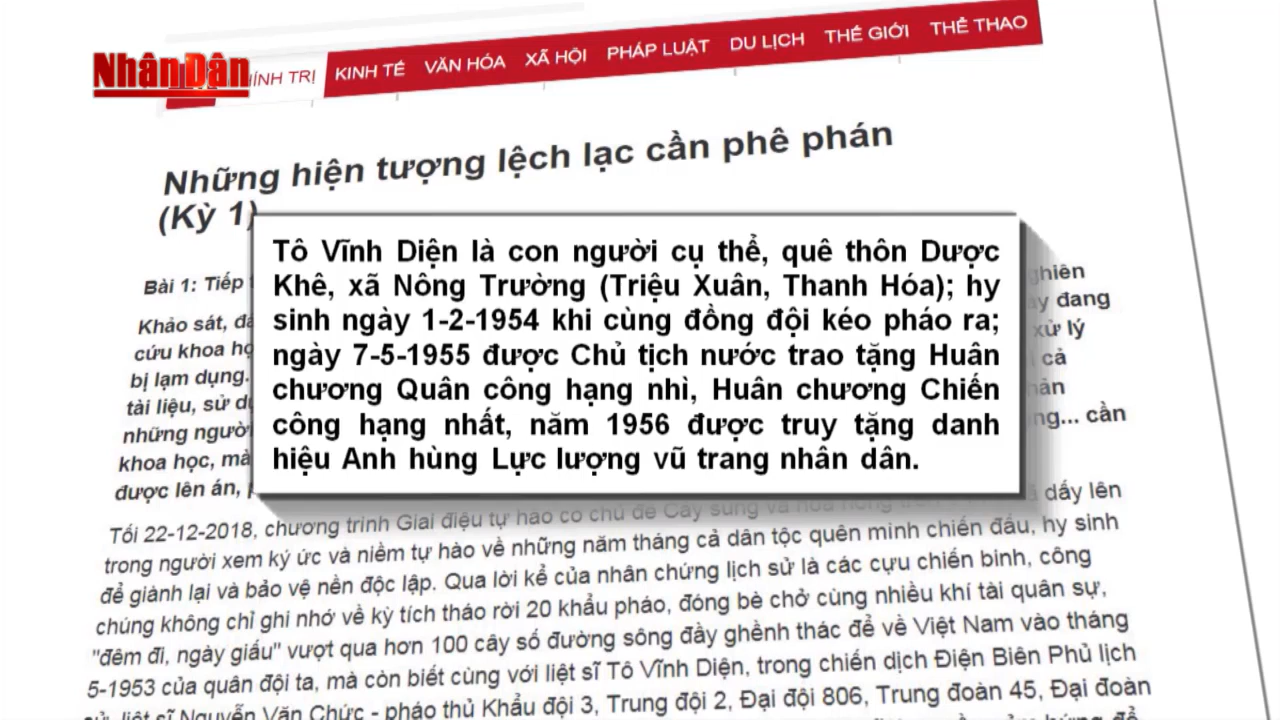 NhânDân
ÍNH TRỊ KINH TẾ VĂN HÓA XÃ HỘI PHÁP LUẬT DU LỊCH THẾ GIỚI THỂ THAO
Những hiện tượng lệch lạc cần phê phán
(Kỳ 1)
Tô Vĩnh Diện là con người cụ thể, quê thôn Dược
Khê, xã Nông Trường (Triệu Xuân, Thanh Hóa); hy
sinh ngày 1-2-1954 khi cùng đồng đội kéo pháo ra;
ngày 7-5-1955 được Chủ tịch nước trao tặng Huân
chương Quân công hạng nhì, Huân chương Chiến
công hạng nhất, năm 1956 được truy tặng danh
hiệu Anh hùng Lực lượng vũ trang nhân dân.
Bài 1: Tiếp
Khảo sát, đang
cứu khoa họ xử lý
bị lạm dụng. cả
tài liệu, sử
những người cần
khoa học, mà
được lên án,
Tối 22-12-2018, chương trình Giai điệu tự hào có chủ đề Cây súng và hoa hồng dấy lên
trong người xem ký ức và niềm tự hào về những năm tháng cả dân tộc quên mình chiến đấu, hy sinh
để giành lại và bảo vệ nền độc lập. Qua lời kể của nhân chứng lịch sử là các cựu chiến binh, công
chúng không chỉ ghi nhớ về kỳ tích tháo rời 20 khẩu pháo, đóng bè chở cùng nhiều khí tài quân sự,
"đêm đi, ngày giấu" vượt qua hơn 100 cây số đường sông đầy ghềnh thác để về Việt Nam vào tháng
5-1953 của quân đội ta, mà còn biết cùng với liệt sĩ Tô Vĩnh Diện, trong chiến dịch Điện Biên Phủ lịch
sử, liệt sĩ Nguyễn Văn Chức - pháo thủ Khẩu đội 3, Trung đội 2, Đại đội 806, Trung đoàn 45, Đại đoàn